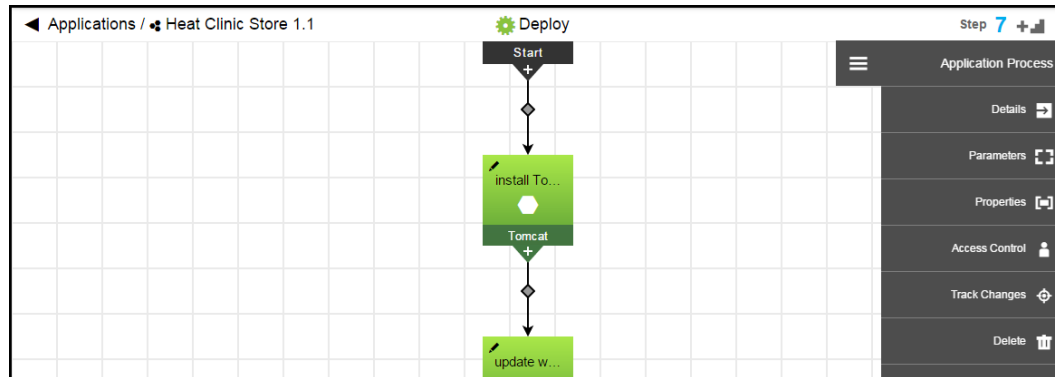 Applications / Heat Clinic Store 1.1
Deploy
Step 7
Start
Application Process
Details
Parameters
install To...
Properties
Tomcat
Access Control
Track Changes
Delete
update w...